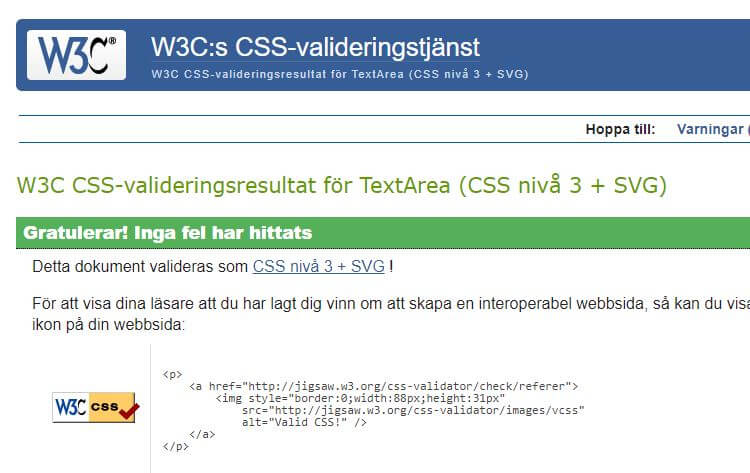 W3C®
W3C:s CSS-valideringstjänst
W3C CSS-valideringsresultat för TextArea (CSS nivå 3 + SVG)
Hoppa till: Varningar (
W3C CSS-valideringsresultat för TextArea (CSS nivå 3 + SVG)
Gratulerar! Inga fel har hittats
Detta dokument valideras som CSS nivå 3 + SVG !
För att visa dina läsare att du har lagt dig vinn om att skapa en interoperabel webbsida, så kan du visa
ikon på din webbsida:
W3C css
<p>
<a href="http://jigsaw.w3.org/css-validator/check/referer">
<img style="border:0;width:88px;height:31px"
src="http://jigsaw.w3.org/css-validator/images/vcss"
alt="Valid CSS!" />
</a>
</p>